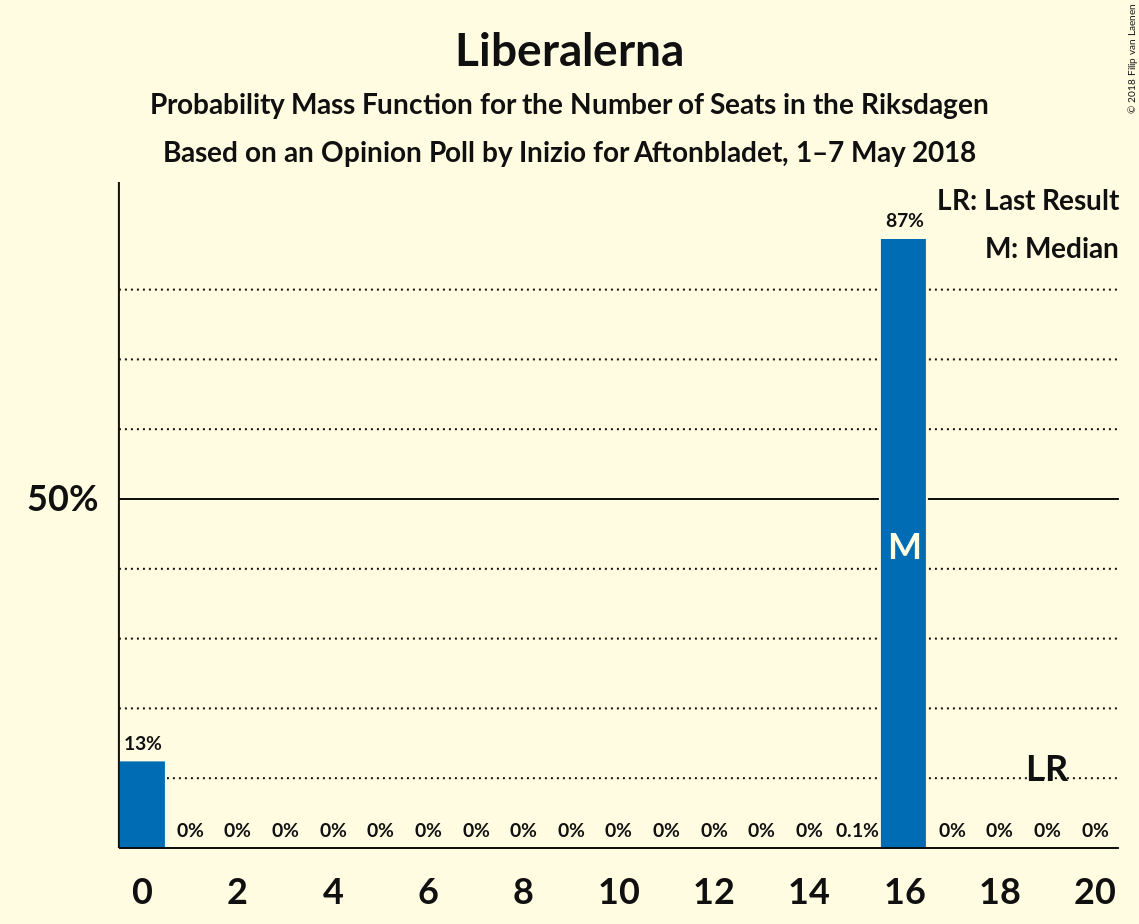 Liberalerna
Probability Mass Function for the Number of Seats in the Riksdagen
Based on an Opinion Poll by Inizio for Aftonbladet, 1–7 May 2018
© 2018 Filip van Laenen
LR: Last Result
M: Median
87%
50%
M
13%
LR
0% 0% 0% 0% 0% 0% 0% 0% 0% 0% 0% 0% 0% 0% 0.1% 0% 0% 0% 0%
0 2 4 6 8 10 12 14 16 18 20